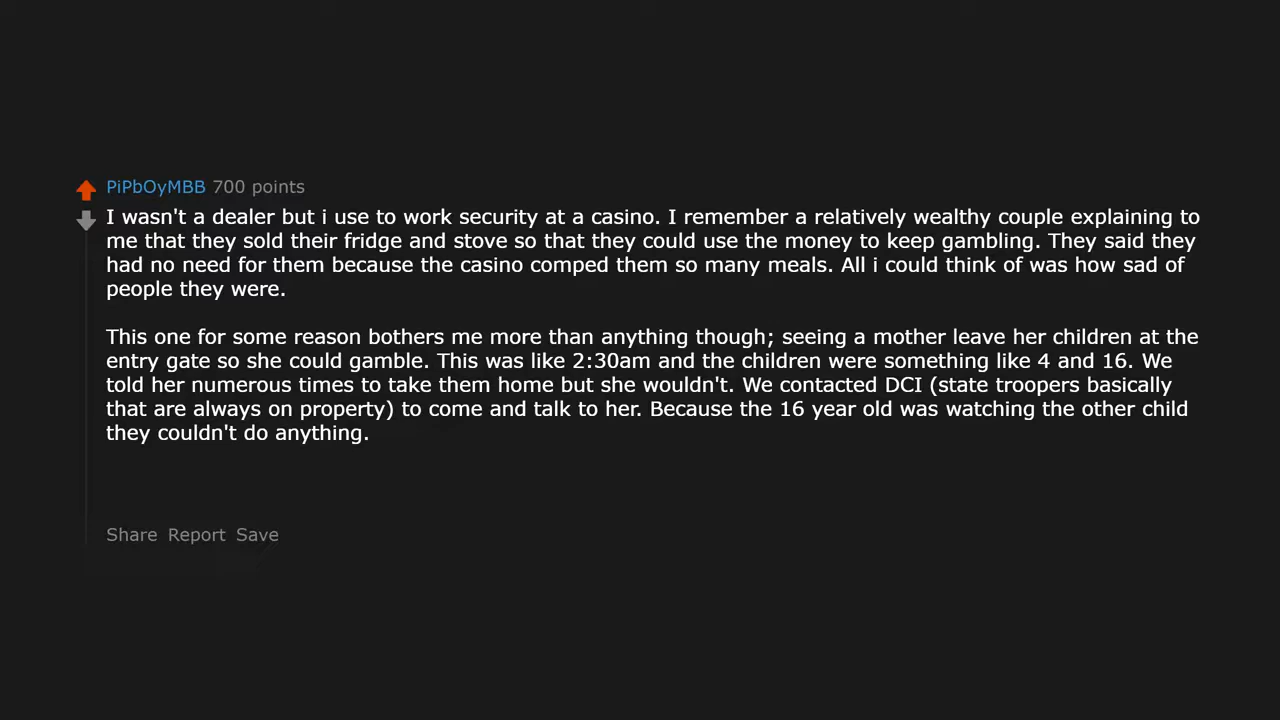 PiPbOyMBB 700 points
I wasn't a dealer but i use to work security at a casino. I remember a relatively wealthy couple explaining to
me that they sold their fridge and stove so that they could use the money to keep gambling. They said they
had no need for them because the casino comped them so many meals. All i could think of was how sad of
people they were.
This one for some reason bothers me more than anything though; seeing a mother leave her children at the
entry gate so she could gamble. This was like 2:30am and the children were something like 4 and 16. We
told her numerous times to take them home but she wouldn't. We contacted DCI (state troopers basically
that are always on property) to come and talk to her. Because the 16 year old was watching the other child
they couldn't do anything.
Share Report Save